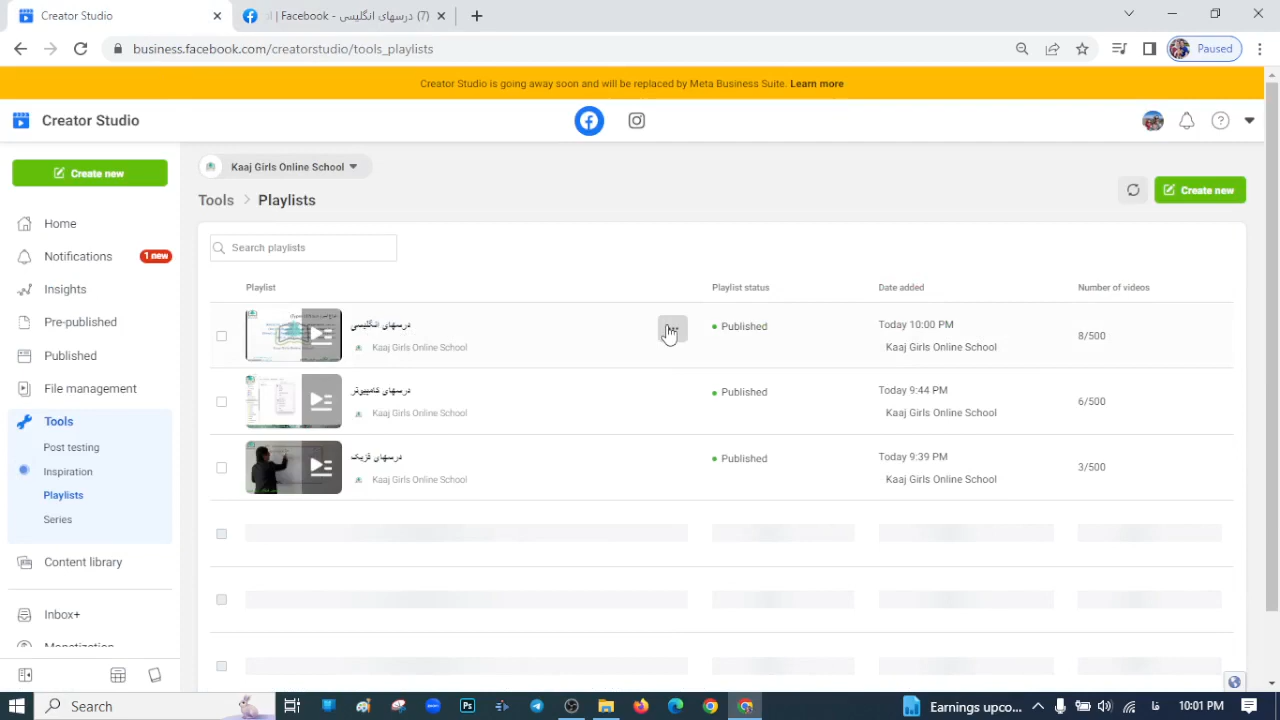 Creator Studio
(7) درسهای انگلیسی - Facebook
business.facebook.com/creatorstudio/tools_playlists
Paused
Creator Studio is going away soon and will be replaced by Meta Business Suite. Learn more
Creator Studio
Create new
Kaaj Girls Online School
Tools > Playlists
Create new
Home
Notifications
1 new
Insights
Pre-published
Published
File management
Tools
Post testing
Inspiration
Playlists
Series
Content library
Inbox+
Monetization
Search playlists
Playlist
Playlist status
Date added
Number of videos
درسهای انگلیسی
Kaaj Girls Online School
Published
Today 10:00 PM
Kaaj Girls Online School
8/500
درسهای کامپیوتر
Kaaj Girls Online School
Published
Today 9:44 PM
Kaaj Girls Online School
6/500
درسهای فزیک
Kaaj Girls Online School
Published
Today 9:39 PM
Kaaj Girls Online School
3/500
Search
Earnings upco...
فا
10:01 PM